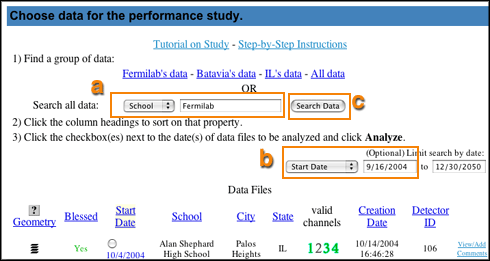 Choose data for the performance study.
Tutorial on Study - Step-by-Step Instructions
1) Find a group of data:
a
Fermilab's data - Batavia's data - IL's data - All data
OR
c
Search all data: School Fermilab Search Data
2) Click the column headings to sort on that property.
3) Click the checkbox(es) next to the date(s) of data files to be analyzed and click Analyze.
b
(Optional) Limit search by date:
Start Date 9/16/2004 to 12/30/2050
Data Files
? Geometry Blessed Start Date School City State valid channels Creation Date Detector ID
Yes 10/4/2004 Alan Shephard High School Palos Heights IL 1234 10/14/2004 16:46:28 106 View/Add Comments